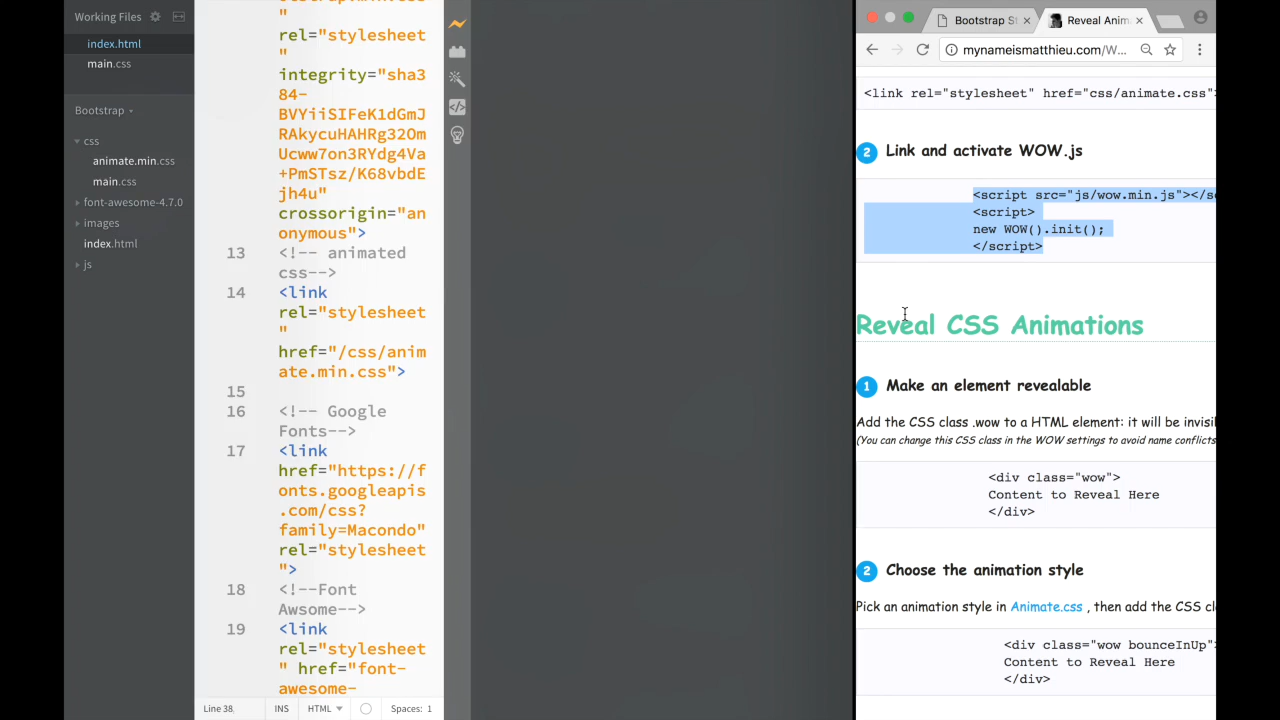 Working Files
index.html
main.css
Bootstrap
css
animate.min.css
main.css
font-awesome-4.7.0
images
index.html
js
"
rel="stylesheet
"
integrity="sha3
84-
BVYiiSIFeK1dGmJ
RAkycuHAHRg32Om
Ucww7on3RYdg4Va
+PmSTsz/K68vbdE
jh4u"
crossorigin="an
onymous">
13 <!-- animated
css-->
14 <link
rel="stylesheet
"
href="/css/anim
ate.min.css">
15
16 <!-- Google
Fonts-->
17 <link
href="https://f
onts.googleapis
.com/css?
family=Macondo"
rel="stylesheet
">
18 <!--Font
Awsome-->
19 <link
rel="stylesheet
" href="font-
awesome-
Line 38,
INS
HTML
Spaces: 1
Bootstrap St
Reveal Anim
mynameismatthieu.com/W...
<link rel="stylesheet" href="css/animate.css"
2 Link and activate WOW.js
<script src="js/wow.min.js"></s
<script>
new WOW().init();
</script>
Reveal CSS Animations
1 Make an element revealable
Add the CSS class .wow to a HTML element: it will be invisi
(You can change this CSS class in the WOW settings to avoid name conflicts
<div class="wow">
Content to Reveal Here
</div>
2 Choose the animation style
Pick an animation style in Animate.css , then add the CSS cl
<div class="wow bounceInUp"
Content to Reveal Here
</div>